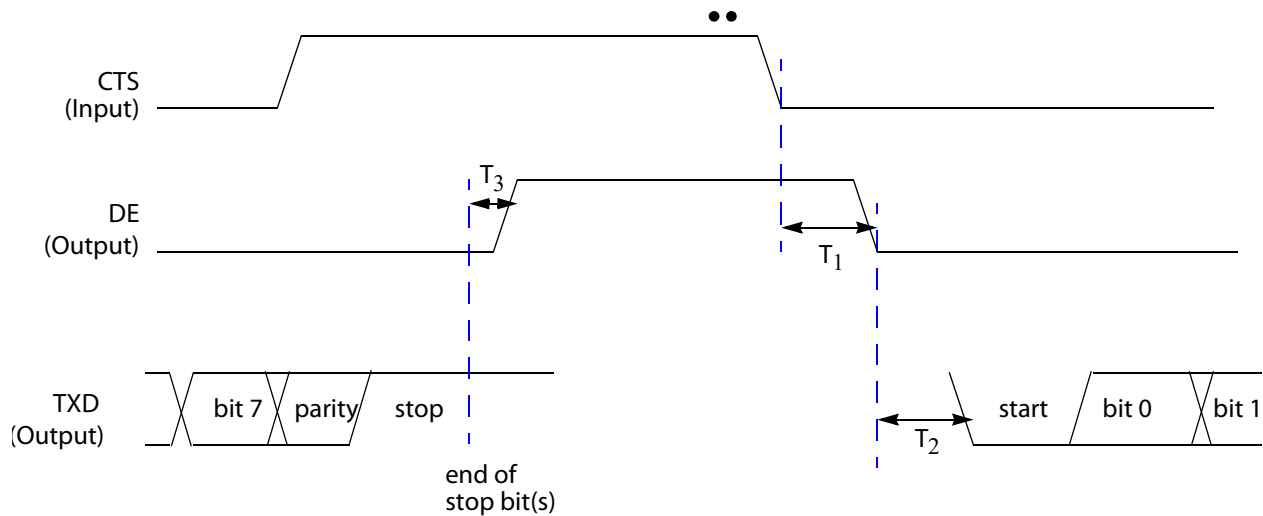 CTS
(Input)
T3
DE
(Output)
T1
TXD
(Output)
bit 7
parity
stop
T2
start
bit 0
bit 1
end of
stop bit(s)